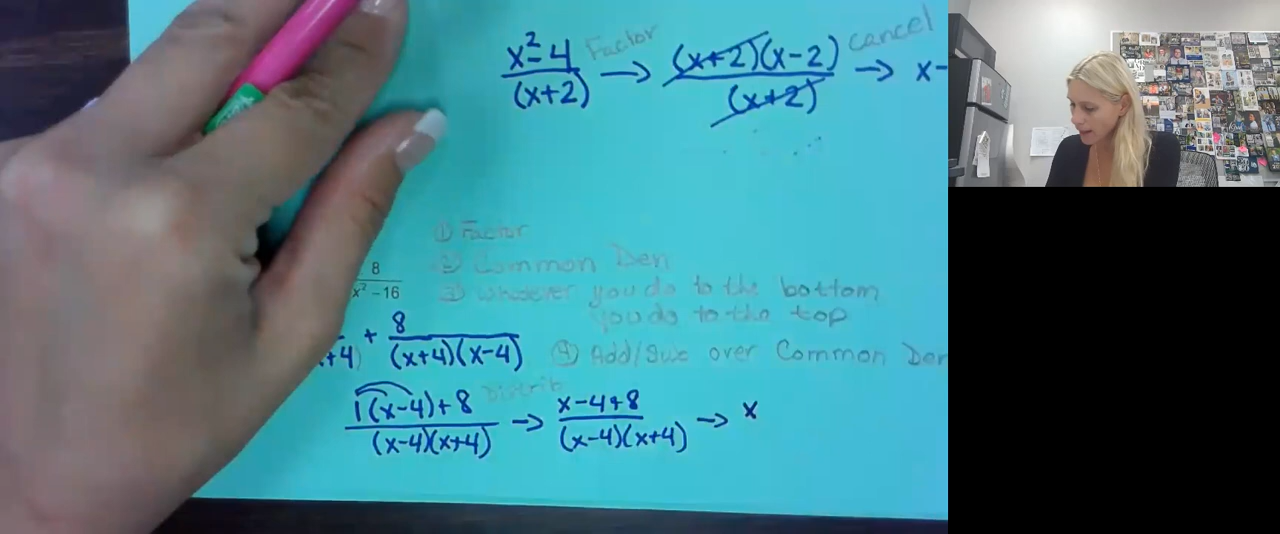 x² - 4 / (x+2) Factor → (x+2)(x-2) / (x+2) cancel → x-
① Factor
8 / x² - 16 ② Common Den
③ Whatever you do to the bottom
you do to the top
+4) + 8 / (x+4)(x-4) ④ Add/Sub over Common Den
1(x-4)+8 / (x-4)(x+4) Distrib → x-4+8 / (x-4)(x+4) → x